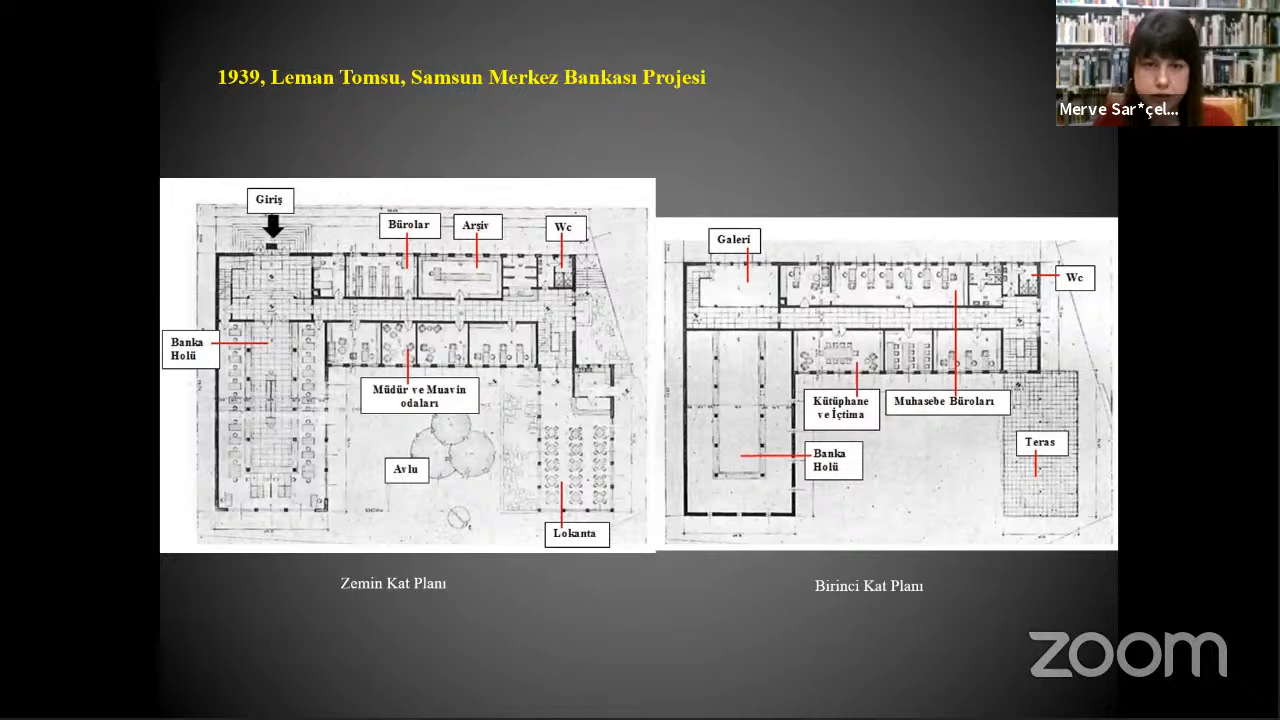 1939, Leman Tomsu, Samsun Merkez Bankası Projesi
Merve Sar*çel...
Giriş
Bürolar
Arşiv
Wc
Banka
Holü
Müdür ve Muavin
odaları
Avlu
Lokanta
Galeri
Wc
Kütüphane
ve İçtima
Muhasebe Büroları
Banka
Holü
Teras
Zemin Kat Planı
Birinci Kat Planı
zoom